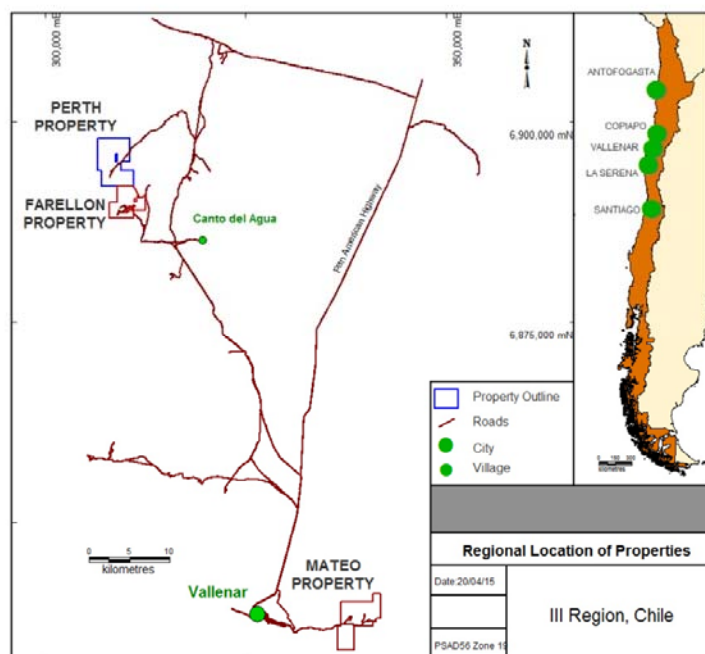 300,000 mE
350,000 mE
N
PERTH
PROPERTY
6,900,000 mN
FARELLON
PROPERTY
Canto del Agua
Pan American Highway
6,875,000 mN
MATEO
PROPERTY
Vallenar
0 5 10
kilometres
ANTOFOGASTA
COPIAPO
VALLENAR
LA SERENA
SANTIAGO
kilometres
Property Outline
Roads
City
Village
Regional Location of Properties
Date:20/04/15
III Region, Chile
PSAD56 Zone 19